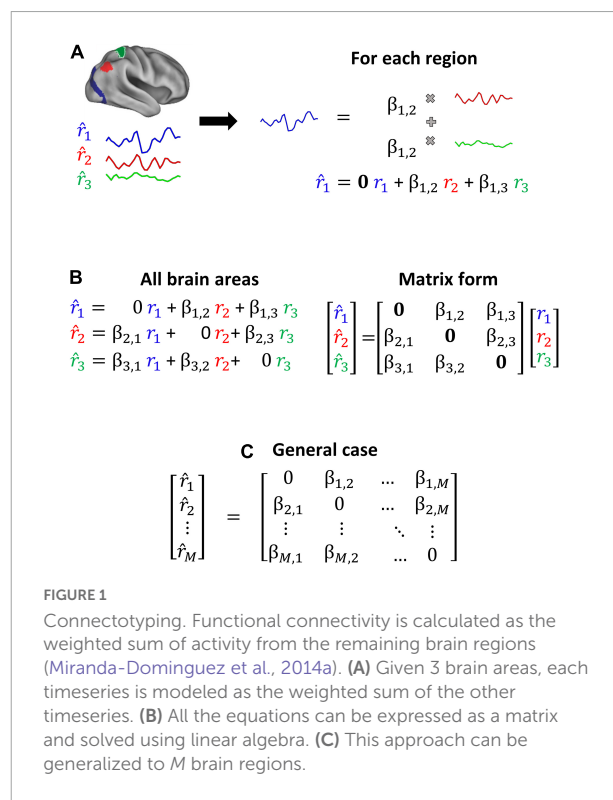 A
For each region
r̂₁
r̂₂
r̂₃
= β₁,₂ ×
+
β₁,₂ ×
r̂₁ = 0 r₁ + β₁,₂ r₂ + β₁,₃ r₃
B All brain areas
r̂₁ = 0 r₁ + β₁,₂ r₂ + β₁,₃ r₃
r̂₂ = β₂,₁ r₁ + 0 r₂ + β₂,₃ r₃
r̂₃ = β₃,₁ r₁ + β₃,₂ r₂ + 0 r₃
Matrix form
[r̂₁] = [0 β₁,₂ β₁,₃] [r₁]
[r̂₂] [β₂,₁ 0 β₂,₃] [r₂]
[r̂₃] [β₃,₁ β₃,₂ 0] [r₃]
C General case
[r̂₁] [0 β₁,₂ … β₁,M]
[r̂₂] = [β₂,₁ 0 … β₂,M]
[⋮] [⋮ ⋮ ⋱ ⋮]
[r̂M] [βM,₁ βM,₂ … 0]
FIGURE 1
Connectotyping. Functional connectivity is calculated as the
weighted sum of activity from the remaining brain regions
(Miranda-Dominguez et al., 2014a). (A) Given 3 brain areas, each
timeseries is modeled as the weighted sum of the other
timeseries. (B) All the equations can be expressed as a matrix
and solved using linear algebra. (C) This approach can be
generalized to M brain regions.